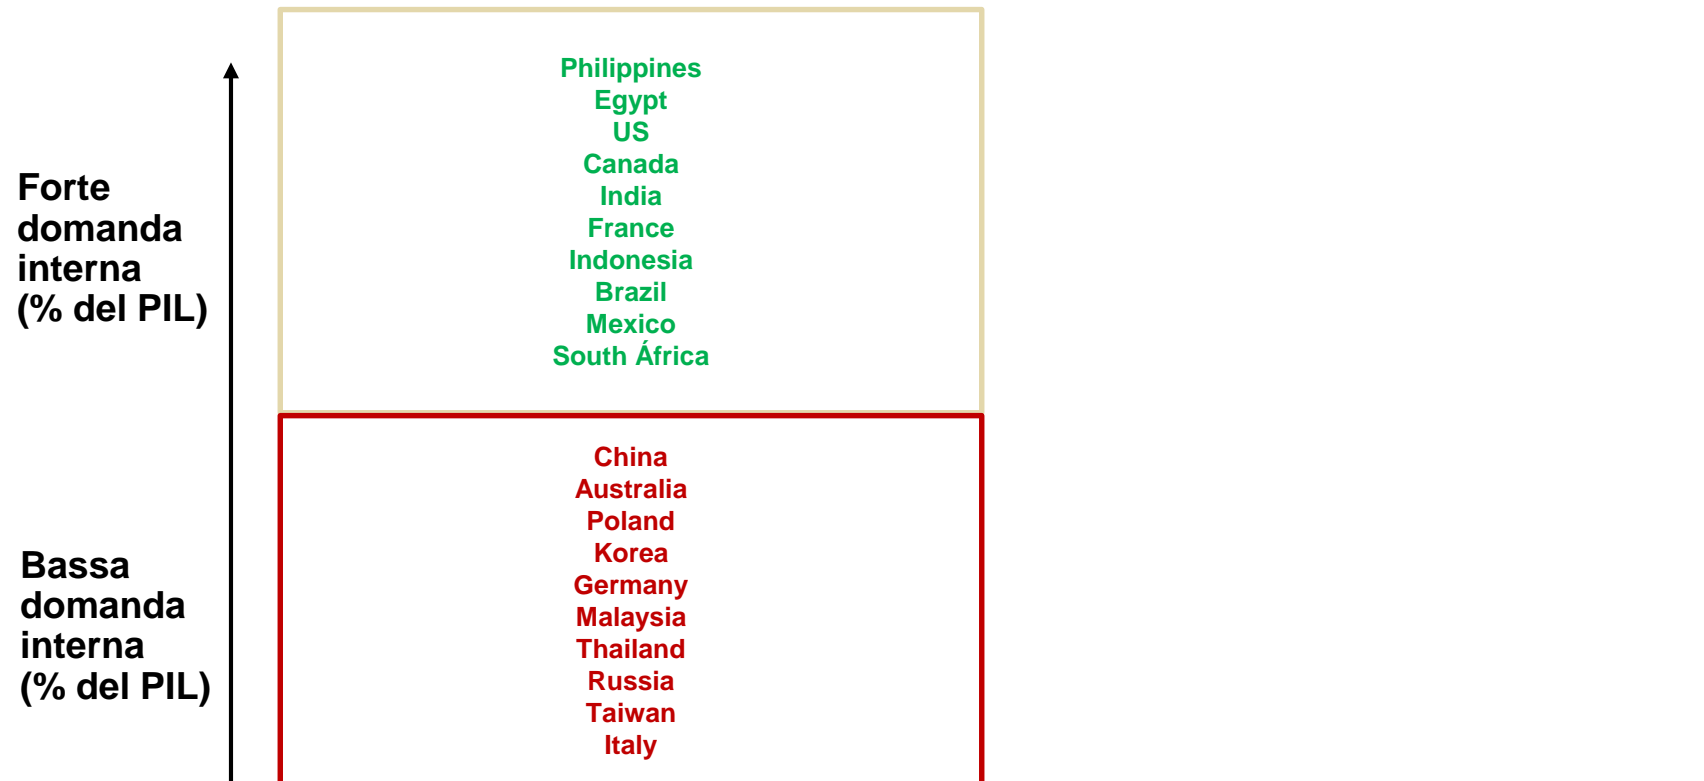 Forte
domanda
interna
(% del PIL)
Philippines
Egypt
US
Canada
India
France
Indonesia
Brazil
Mexico
South África
Bassa
domanda
interna
(% del PIL)
China
Australia
Poland
Korea
Germany
Malaysia
Thailand
Russia
Taiwan
Italy